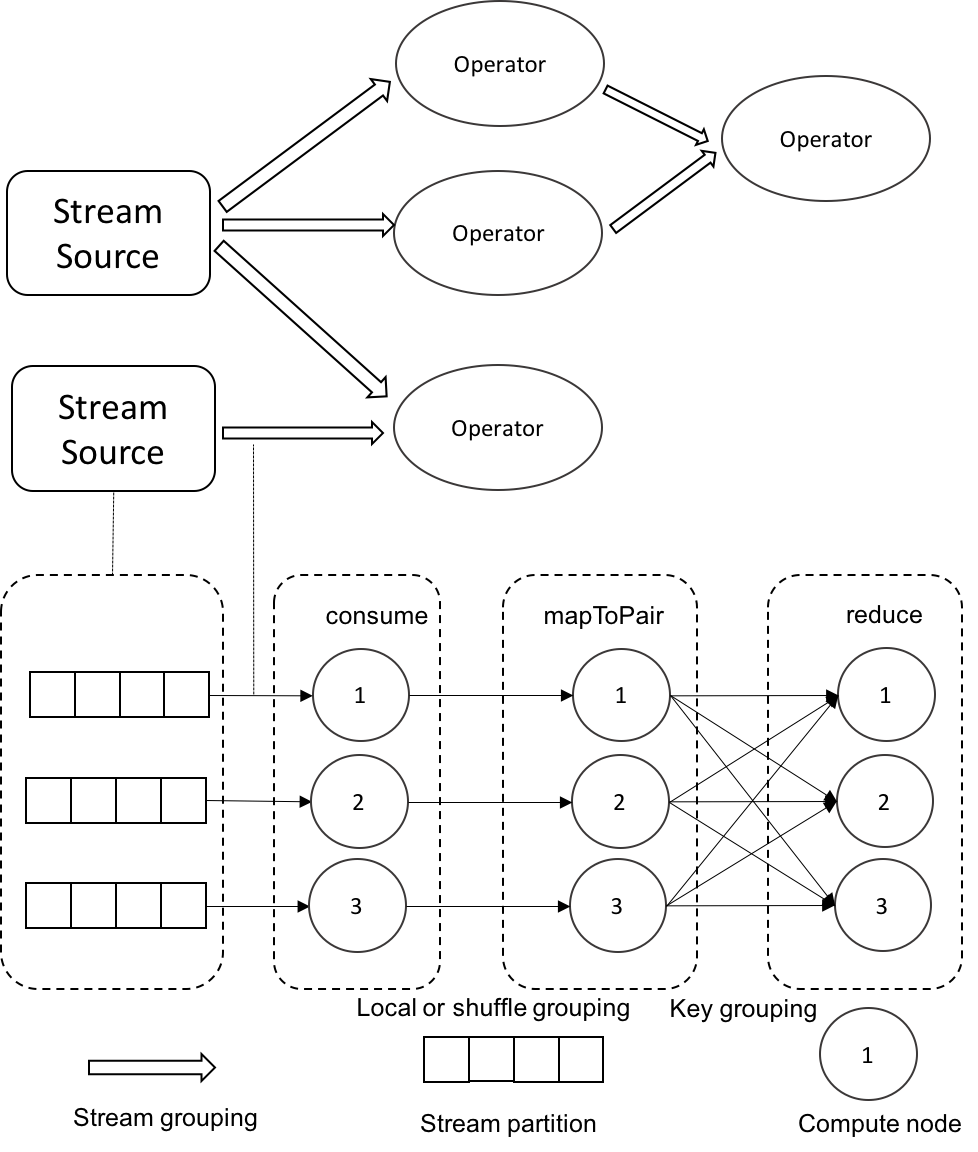 Operator
Operator
Stream
Source
Operator
Stream
Source
Operator
consume
mapToPair
reduce
1
1
1
2
2
2
3
3
3
Local or shuffle grouping
Key grouping
1
Stream grouping
Stream partition
Compute node